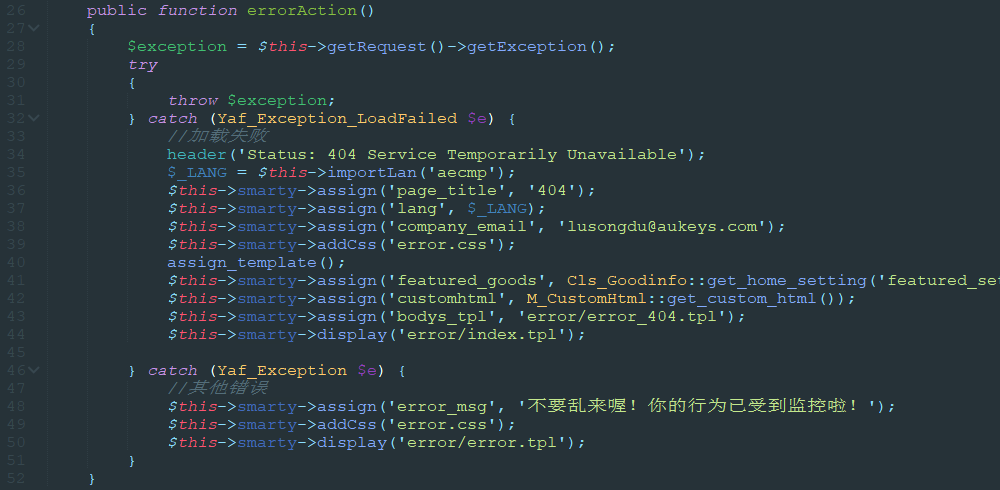 26 public function errorAction()
27 {
28 $exception = $this->getRequest()->getException();
29 try
30 {
31 throw $exception;
32 } catch (Yaf_Exception_LoadFailed $e) {
33 //加载失败
34 header('Status: 404 Service Temporarily Unavailable');
35 $_LANG = $this->importLan('aecmp');
36 $this->smarty->assign('page_title', '404');
37 $this->smarty->assign('lang', $_LANG);
38 $this->smarty->assign('company_email', 'lusongdu@aukeys.com');
39 $this->smarty->addCss('error.css');
40 assign_template();
41 $this->smarty->assign('featured_goods', Cls_Goodinfo::get_home_setting('featured_se
42 $this->smarty->assign('customhtml', M_CustomHtml::get_custom_html());
43 $this->smarty->assign('bodys_tpl', 'error/error_404.tpl');
44 $this->smarty->display('error/index.tpl');
45
46 } catch (Yaf_Exception $e) {
47 //其他错误
48 $this->smarty->assign('error_msg', '不要乱来喔！你的行为已受到监控啦！');
49 $this->smarty->addCss('error.css');
50 $this->smarty->display('error/error.tpl');
51 }
52 }